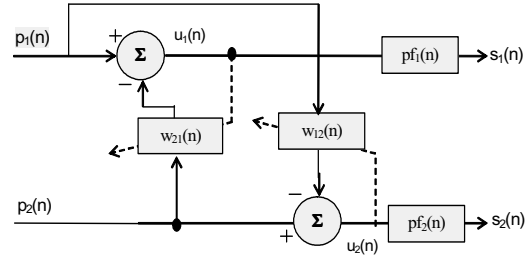 p₁(n) + Σ u₁(n) pf₁(n) s₁(n)
−
w₂₁(n) w₁₂(n)
−
p₂(n) + Σ u₂(n) pf₂(n) s₂(n)